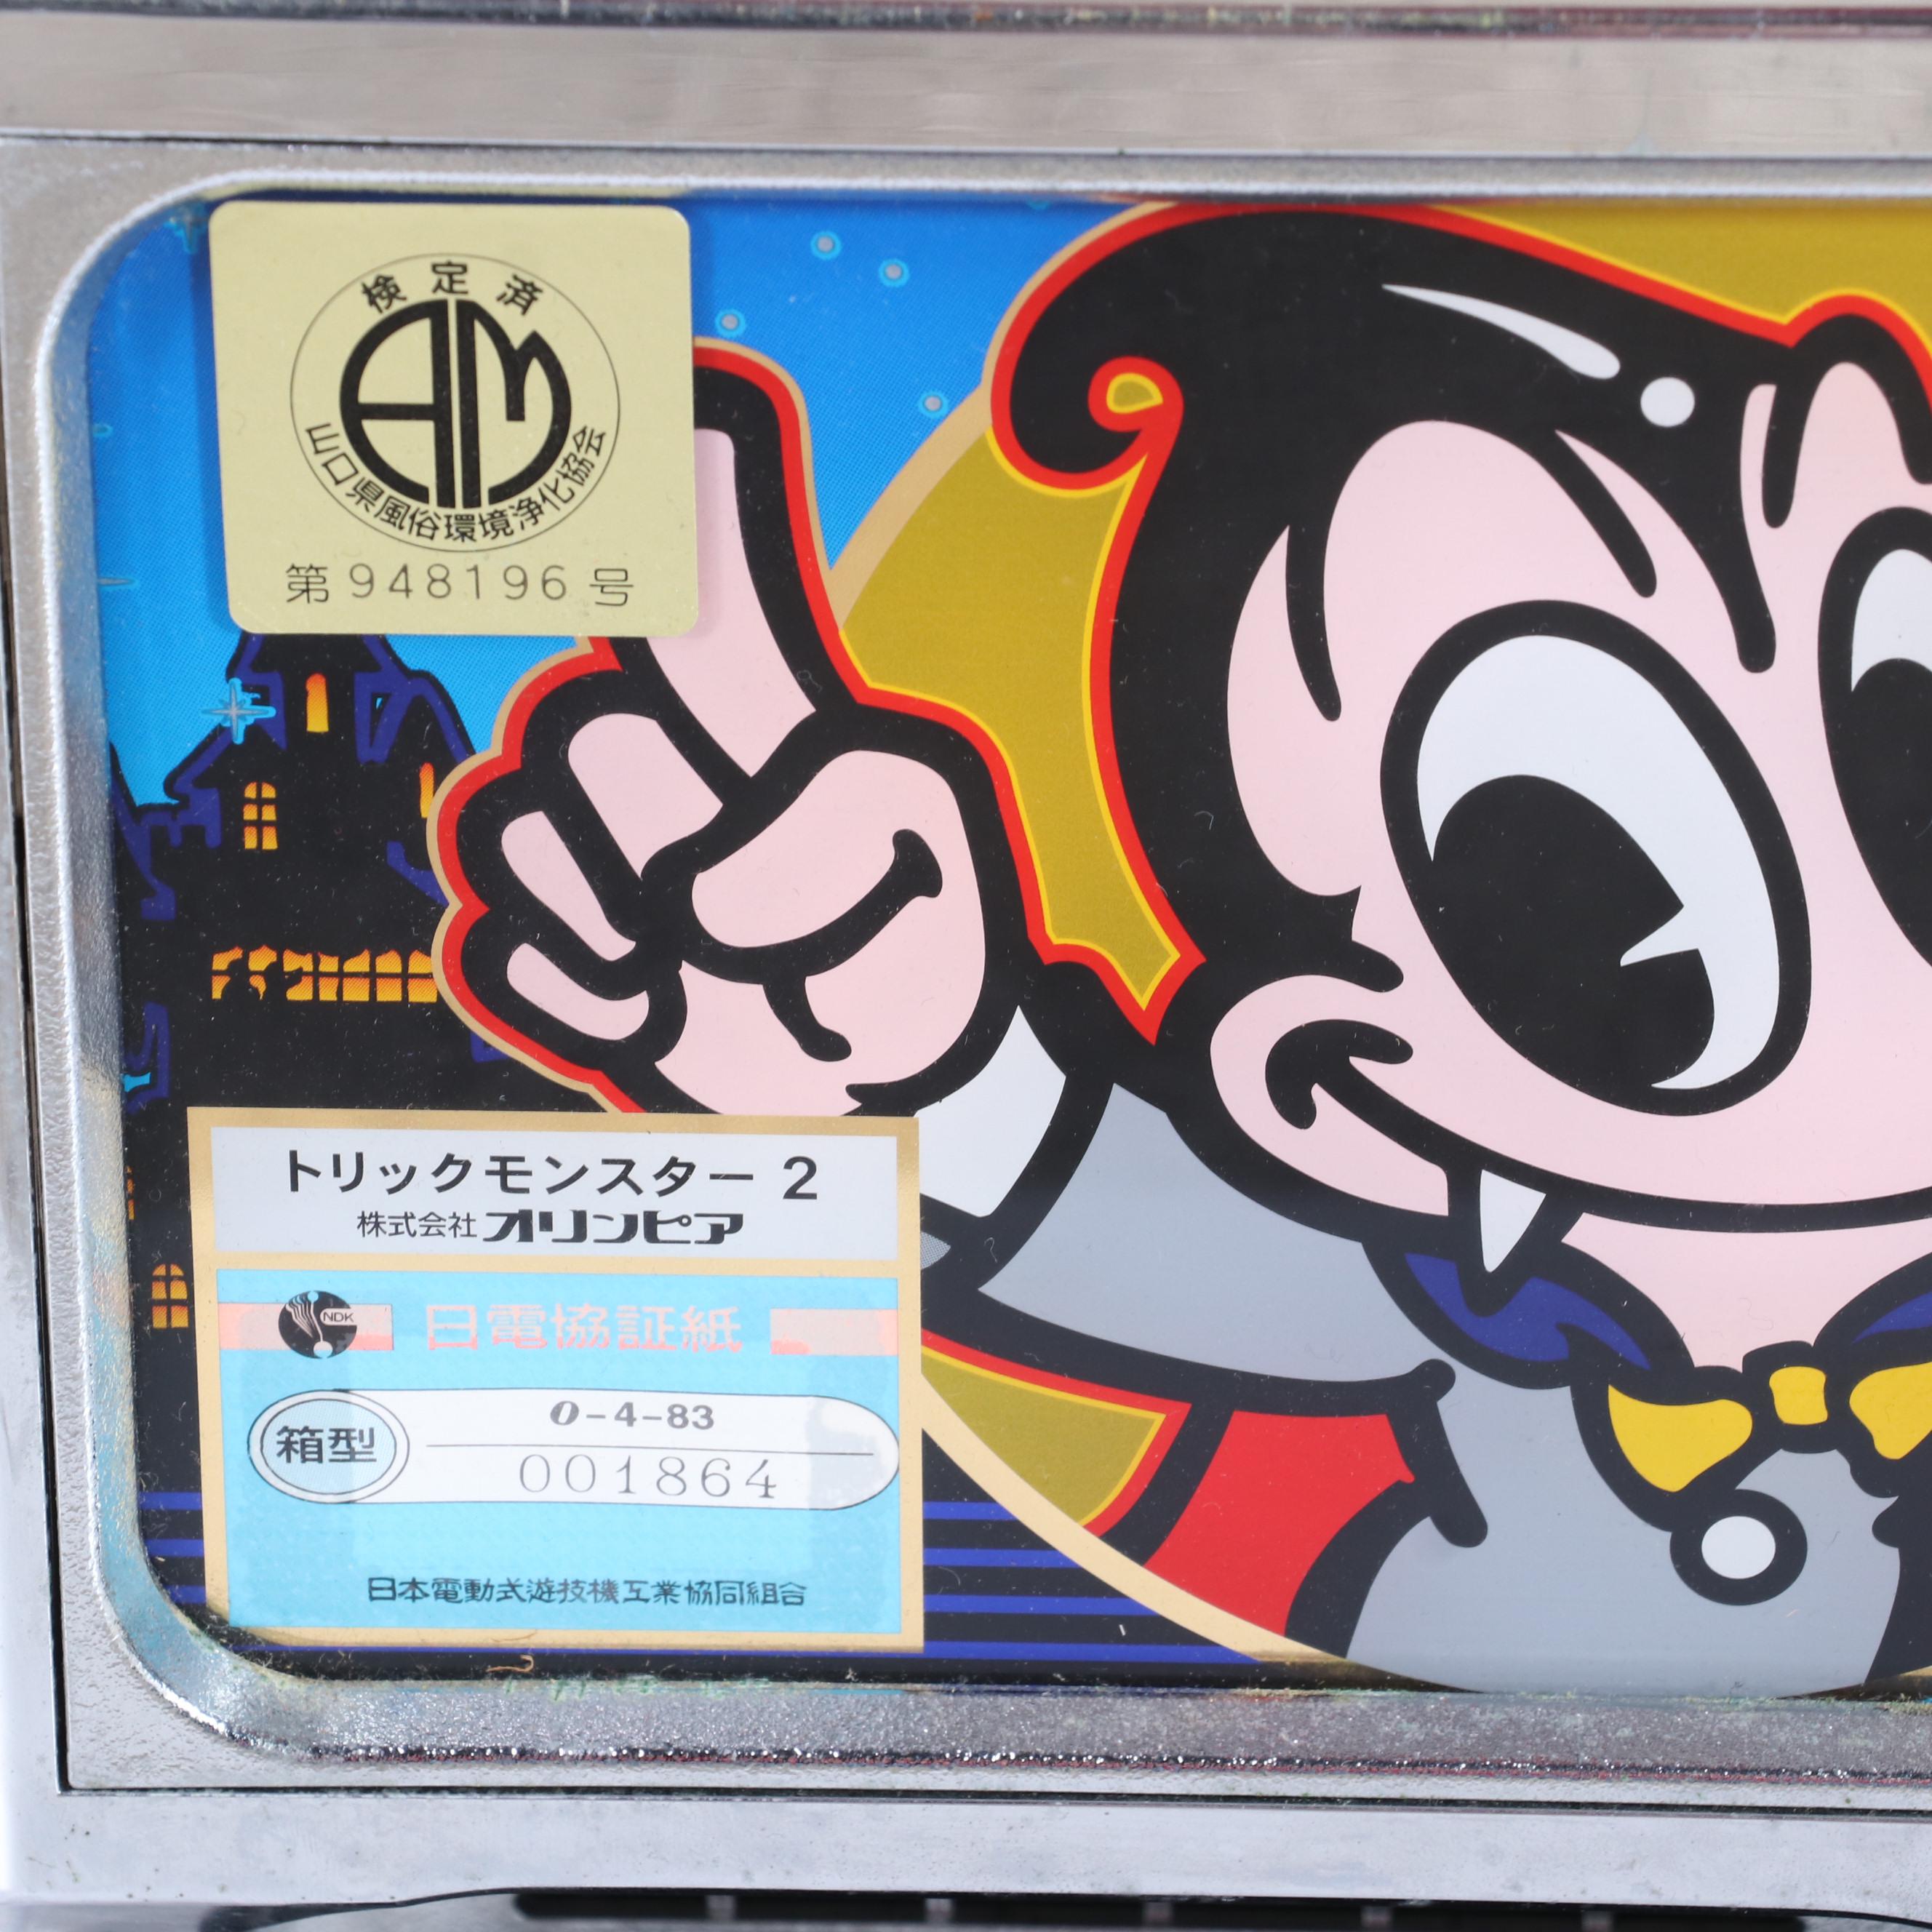 検定済
AM
山口県風俗環境浄化協会
第948196号
トリックモンスター 2
株式会社オリンピア
NDK
日電協証紙
箱型
0-4-83
001864
日本電動式遊技機工業協同組合